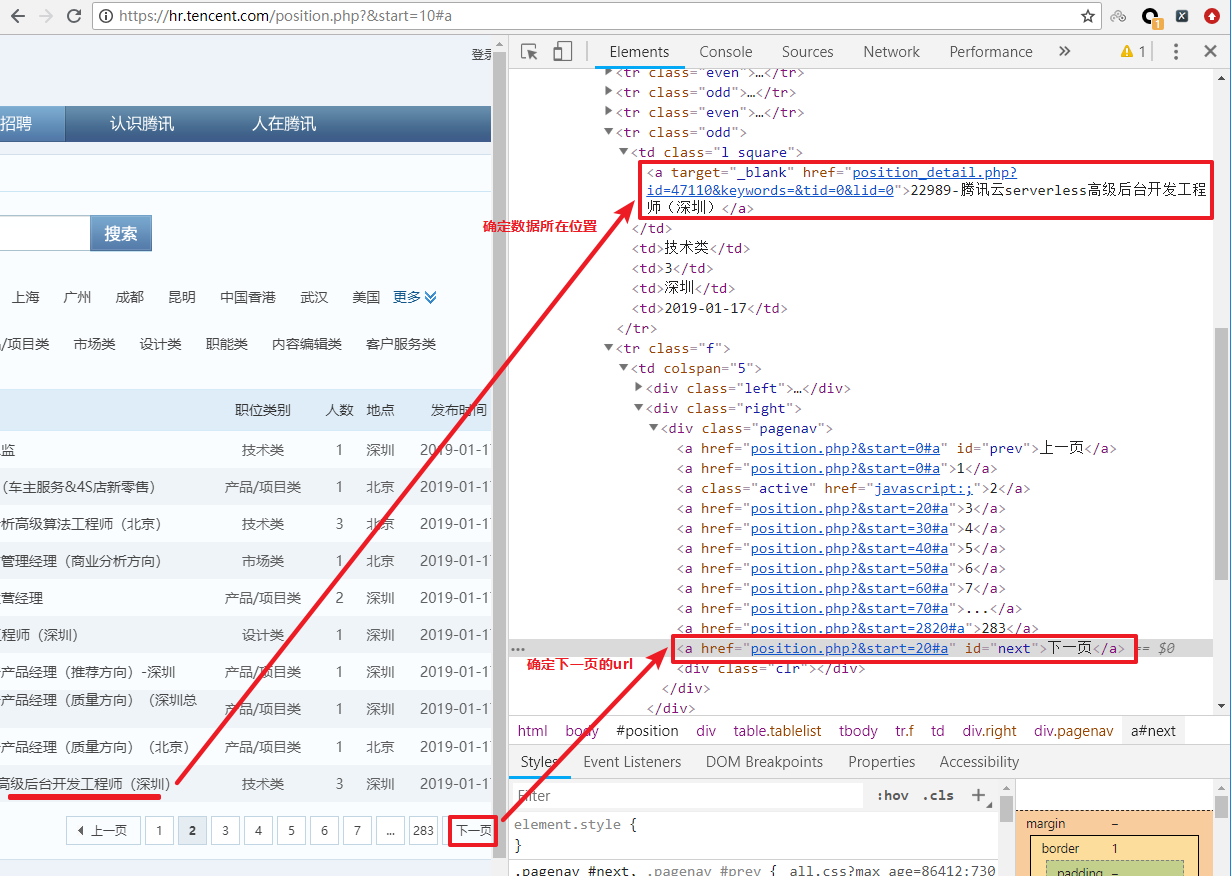 https://hr.tencent.com/position.php?&start=10#a
1
登录
招聘 认识腾讯 人在腾讯
搜索
上海 广州 成都 昆明 中国香港 武汉 美国 更多
/项目类 市场类 设计类 职能类 内容编辑类 客户服务类
职位类别 人数 地点 发布时间
监 技术类 1 深圳 2019-01-17
(车主服务&4S店新零售) 产品/项目类 1 北京 2019-01-17
析高级算法工程师（北京） 技术类 3 北京 2019-01-17
管理经理（商业分析方向） 市场类 1 北京 2019-01-17
营经理 产品/项目类 2 深圳 2019-01-17
程师（深圳） 设计类 1 深圳 2019-01-17
产品经理（推荐方向）-深圳 产品/项目类 1 深圳 2019-01-17
产品经理（质量方向）（深圳总 产品/项目类 1 深圳 2019-01-17
产品经理（质量方向）（北京） 产品/项目类 1 北京 2019-01-17
高级后台开发工程师（深圳） 技术类 3 深圳 2019-01-17
上一页 1 2 3 4 5 6 7 ... 283 下一页
确定数据所在位置
确定下一页的url
Elements Console Sources Network Performance » 1
<tr class="even">…</tr>
<tr class="odd">…</tr>
<tr class="even">…</tr>
<tr class="odd">
<td class="l square">
<a target="_blank" href="position_detail.php?
id=47110&keywords=&tid=0&lid=0">22989-腾讯云serverless高级后台开发工程
师（深圳）</a>
</td>
<td>技术类</td>
<td>3</td>
<td>深圳</td>
<td>2019-01-17</td>
</tr>
<tr class="f">
<td colspan="5">
<div class="left">…</div>
<div class="right">
<div class="pagenav">
<a href="position.php?&start=0#a" id="prev">上一页</a>
<a href="position.php?&start=0#a">1</a>
<a class="active" href="javascript:;">2</a>
<a href="position.php?&start=20#a">3</a>
<a href="position.php?&start=30#a">4</a>
<a href="position.php?&start=40#a">5</a>
<a href="position.php?&start=50#a">6</a>
<a href="position.php?&start=60#a">7</a>
<a href="position.php?&start=70#a">...</a>
<a href="position.php?&start=2820#a">283</a>
<a href="position.php?&start=20#a" id="next">下一页</a> == $0
<div class="clr"></div>
</div>
</div>
html body #position div table.tablelist tbody tr.f td div.right div.pagenav a#next
Styles Event Listeners DOM Breakpoints Properties Accessibility
Filter :hov .cls +
element.style {
}
.pagenav #next, .pagenav #prev { all.css?max_age=86412:730
margin –
border 1
padding –